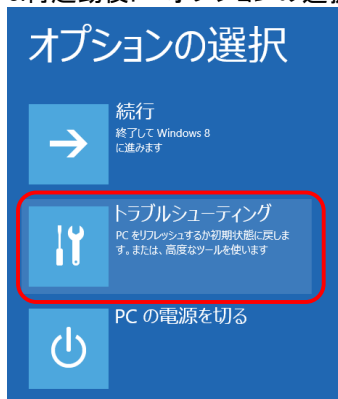 オプションの選択
続行
終了して Windows 8
に進みます
トラブルシューティング
PC をリフレッシュするか初期状態に戻しま
す。または、高度なツールを使います
PC の電源を切る